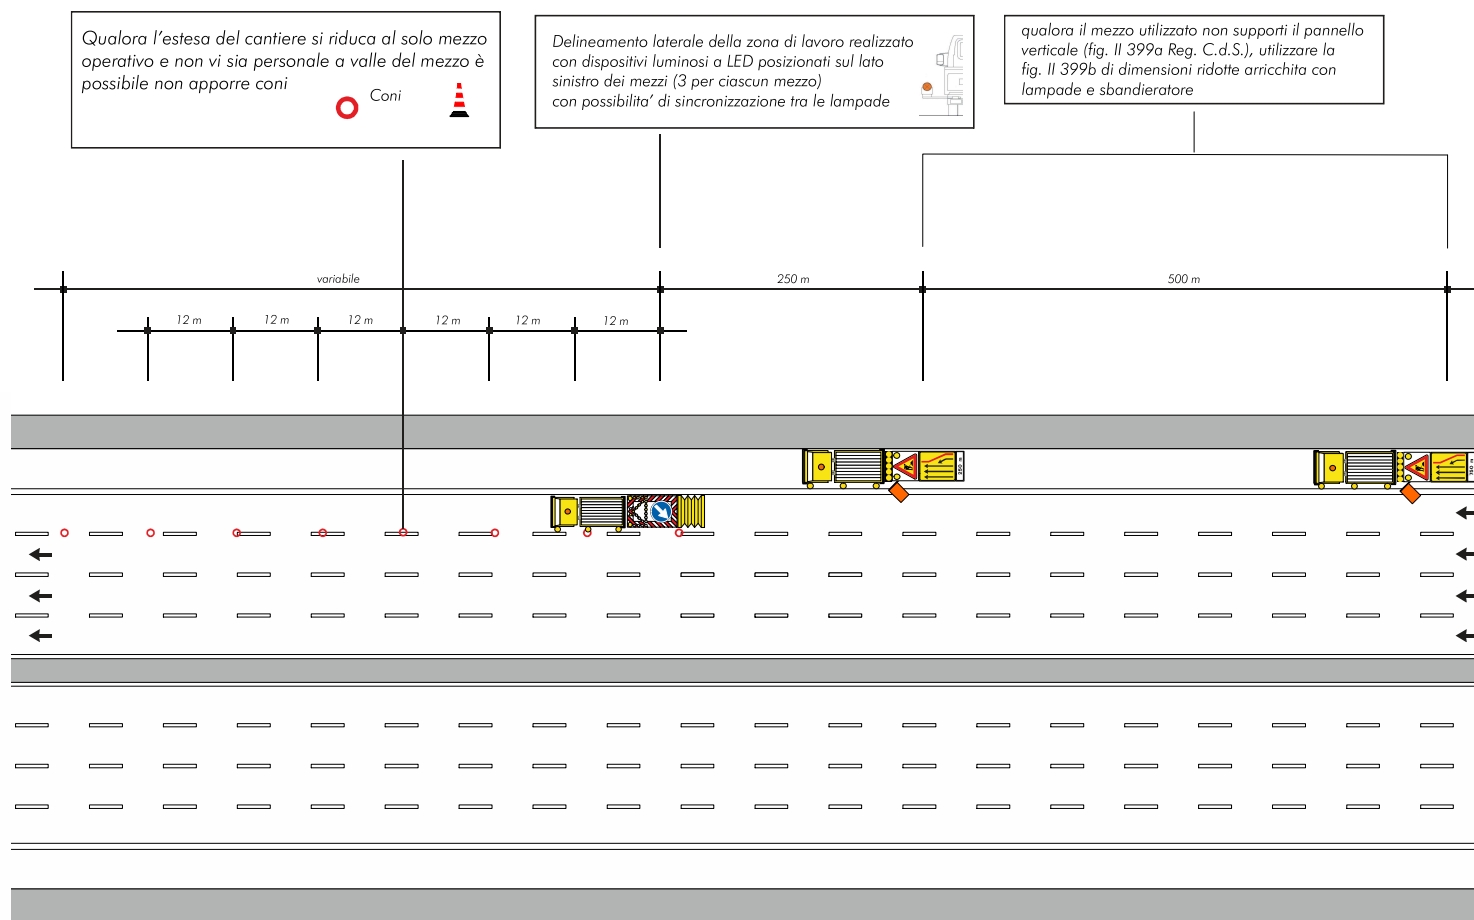 Qualora l'estesa del cantiere si riduca al solo mezzo
operativo e non vi sia personale a valle del mezzo è
possibile non apporre coni
Coni
Delineamento laterale della zona di lavoro realizzato
con dispositivi luminosi a LED posizionati sul lato
sinistro dei mezzi (3 per ciascun mezzo)
con possibilita' di sincronizzazione tra le lampade
qualora il mezzo utilizzato non supporti il pannello
verticale (fig. II 399a Reg. C.d.S.), utilizzare la
fig. II 399b di dimensioni ridotte arricchita con
lampade e sbandieratore
variabile
250 m
500 m
12 m
12 m
12 m
12 m
12 m
12 m
250 m
750 m